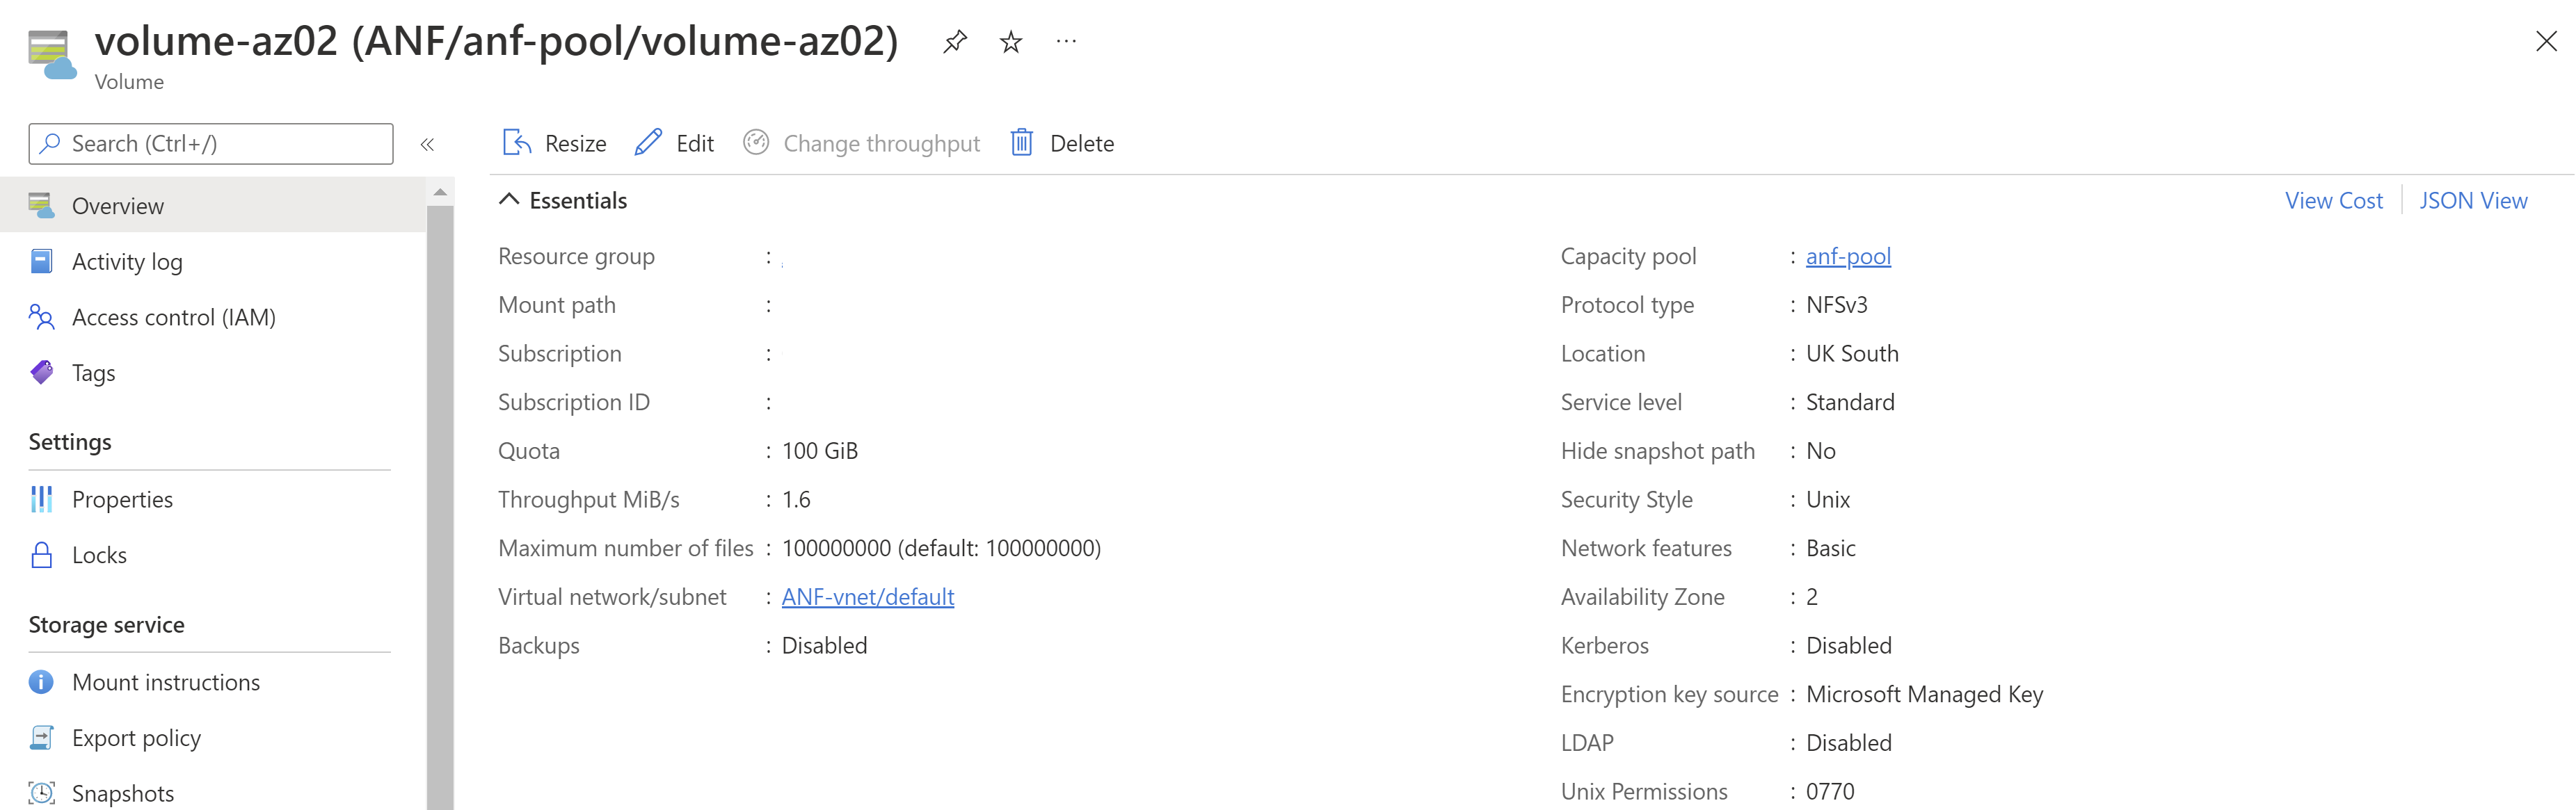 volume-az02 (ANF/anf-pool/volume-az02)
Volume
Search (Ctrl+/)
Overview
Activity log
Access control (IAM)
Tags
Settings
Properties
Locks
Storage service
Mount instructions
Export policy
Snapshots
Resize Edit Change throughput Delete
Essentials
View Cost JSON View
Resource group :
Mount path :
Subscription :
Subscription ID :
Quota : 100 GiB
Throughput MiB/s : 1.6
Maximum number of files : 100000000 (default: 100000000)
Virtual network/subnet : ANF-vnet/default
Backups : Disabled
Capacity pool : anf-pool
Protocol type : NFSv3
Location : UK South
Service level : Standard
Hide snapshot path : No
Security Style : Unix
Network features : Basic
Availability Zone : 2
Kerberos : Disabled
Encryption key source : Microsoft Managed Key
LDAP : Disabled
Unix Permissions : 0770